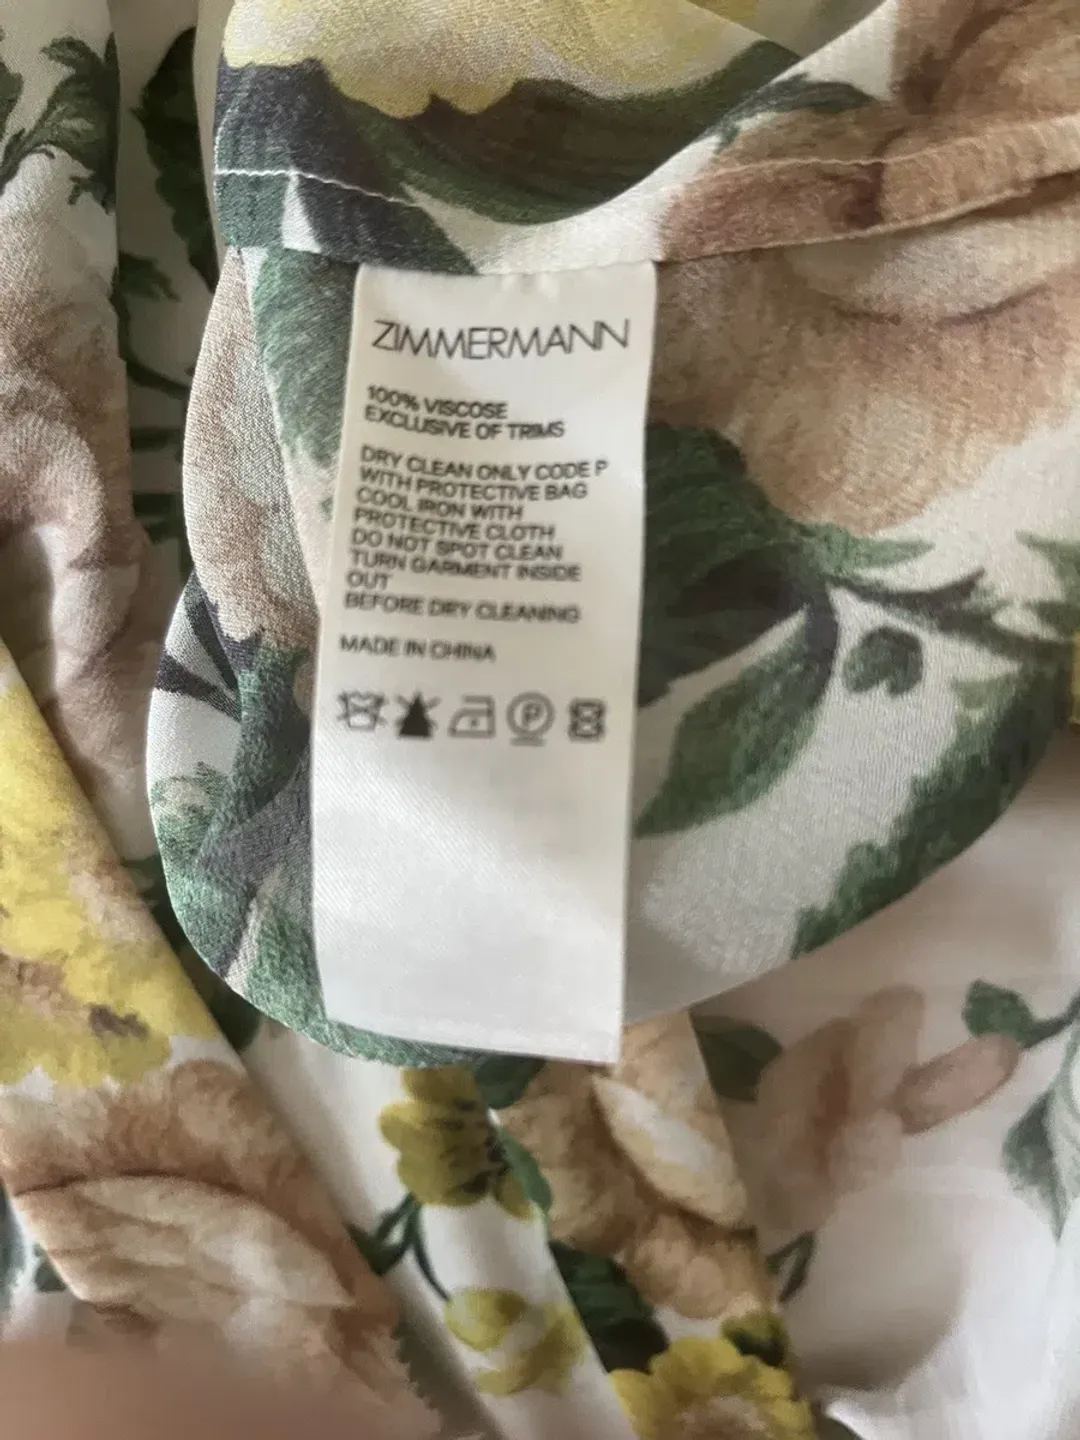 ZIMMERMANN
100% VISCOSE
EXCLUSIVE OF TRIMS
DRY CLEAN ONLY CODE P
WITH PROTECTIVE BAG
COOL IRON WITH
PROTECTIVE CLOTH
DO NOT SPOT CLEAN
TURN GARMENT INSIDE
OUT
BEFORE DRY CLEANING
MADE IN CHINA
P